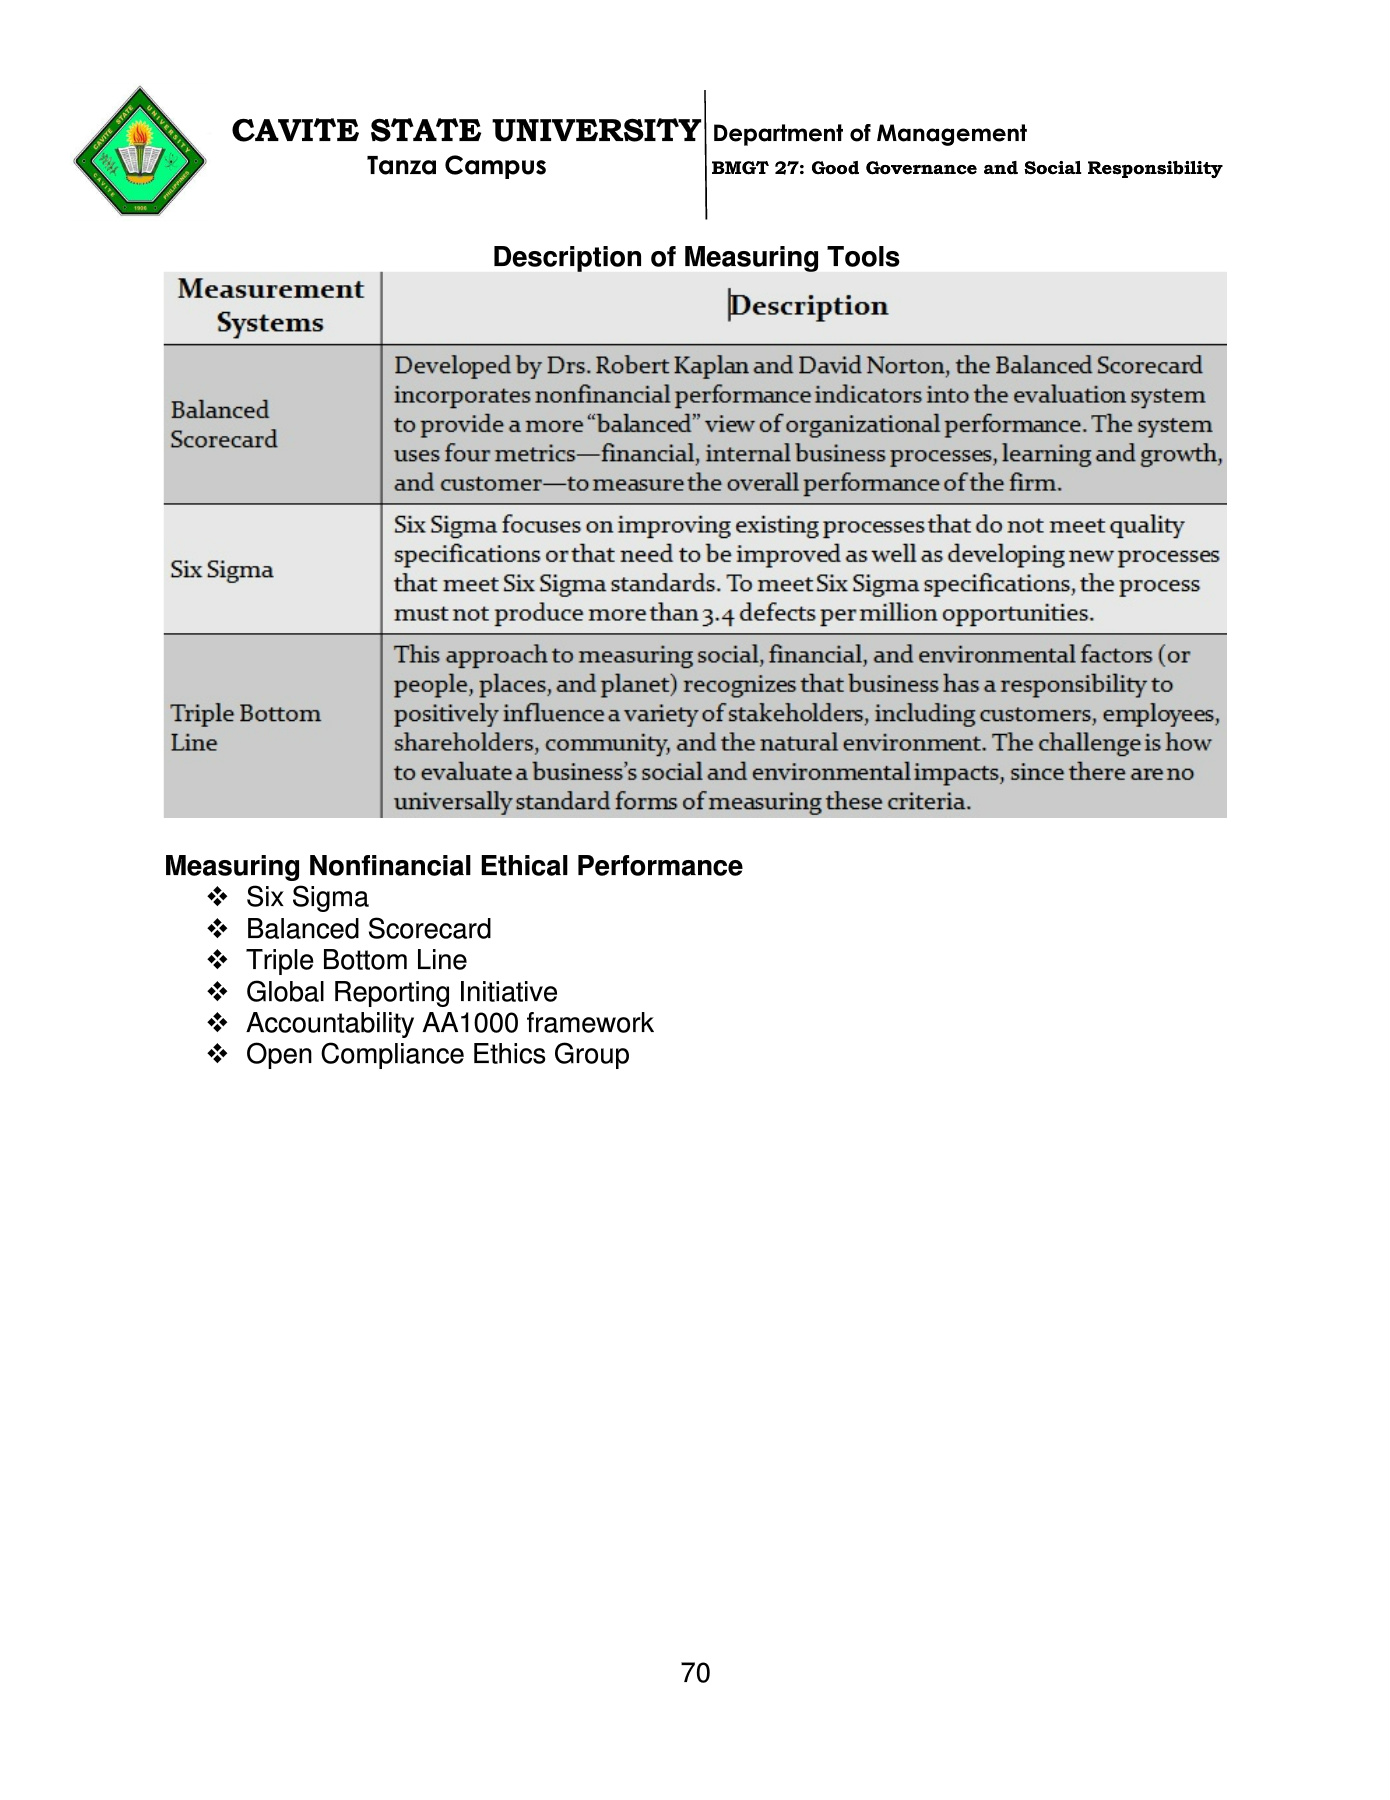 CAVITE STATE UNIVERSITY
Tanza Campus
Department of Management
BMGT 27: Good Governance and Social Responsibility
CAVITE STATE UNIVERSITY
CAVITE
PHILIPPINES
1906
Description of Measuring Tools
Measurement
Systems
Description
Balanced
Scorecard
Developed by Drs. Robert Kaplan and David Norton, the Balanced Scorecard
incorporates nonfinancial performance indicators into the evaluation system
to provide a more “balanced” view of organizational performance. The system
uses four metrics—financial, internal business processes, learning and growth,
and customer—to measure the overall performance of the firm.
Six Sigma
Six Sigma focuses on improving existing processes that do not meet quality
specifications or that need to be improved as well as developing new processes
that meet Six Sigma standards. To meet Six Sigma specifications, the process
must not produce more than 3.4 defects per million opportunities.
Triple Bottom
Line
This approach to measuring social, financial, and environmental factors (or
people, places, and planet) recognizes that business has a responsibility to
positively influence a variety of stakeholders, including customers, employees,
shareholders, community, and the natural environment. The challenge is how
to evaluate a business’s social and environmental impacts, since there are no
universally standard forms of measuring these criteria.
Measuring Nonfinancial Ethical Performance
❖ Six Sigma
❖ Balanced Scorecard
❖ Triple Bottom Line
❖ Global Reporting Initiative
❖ Accountability AA1000 framework
❖ Open Compliance Ethics Group
70